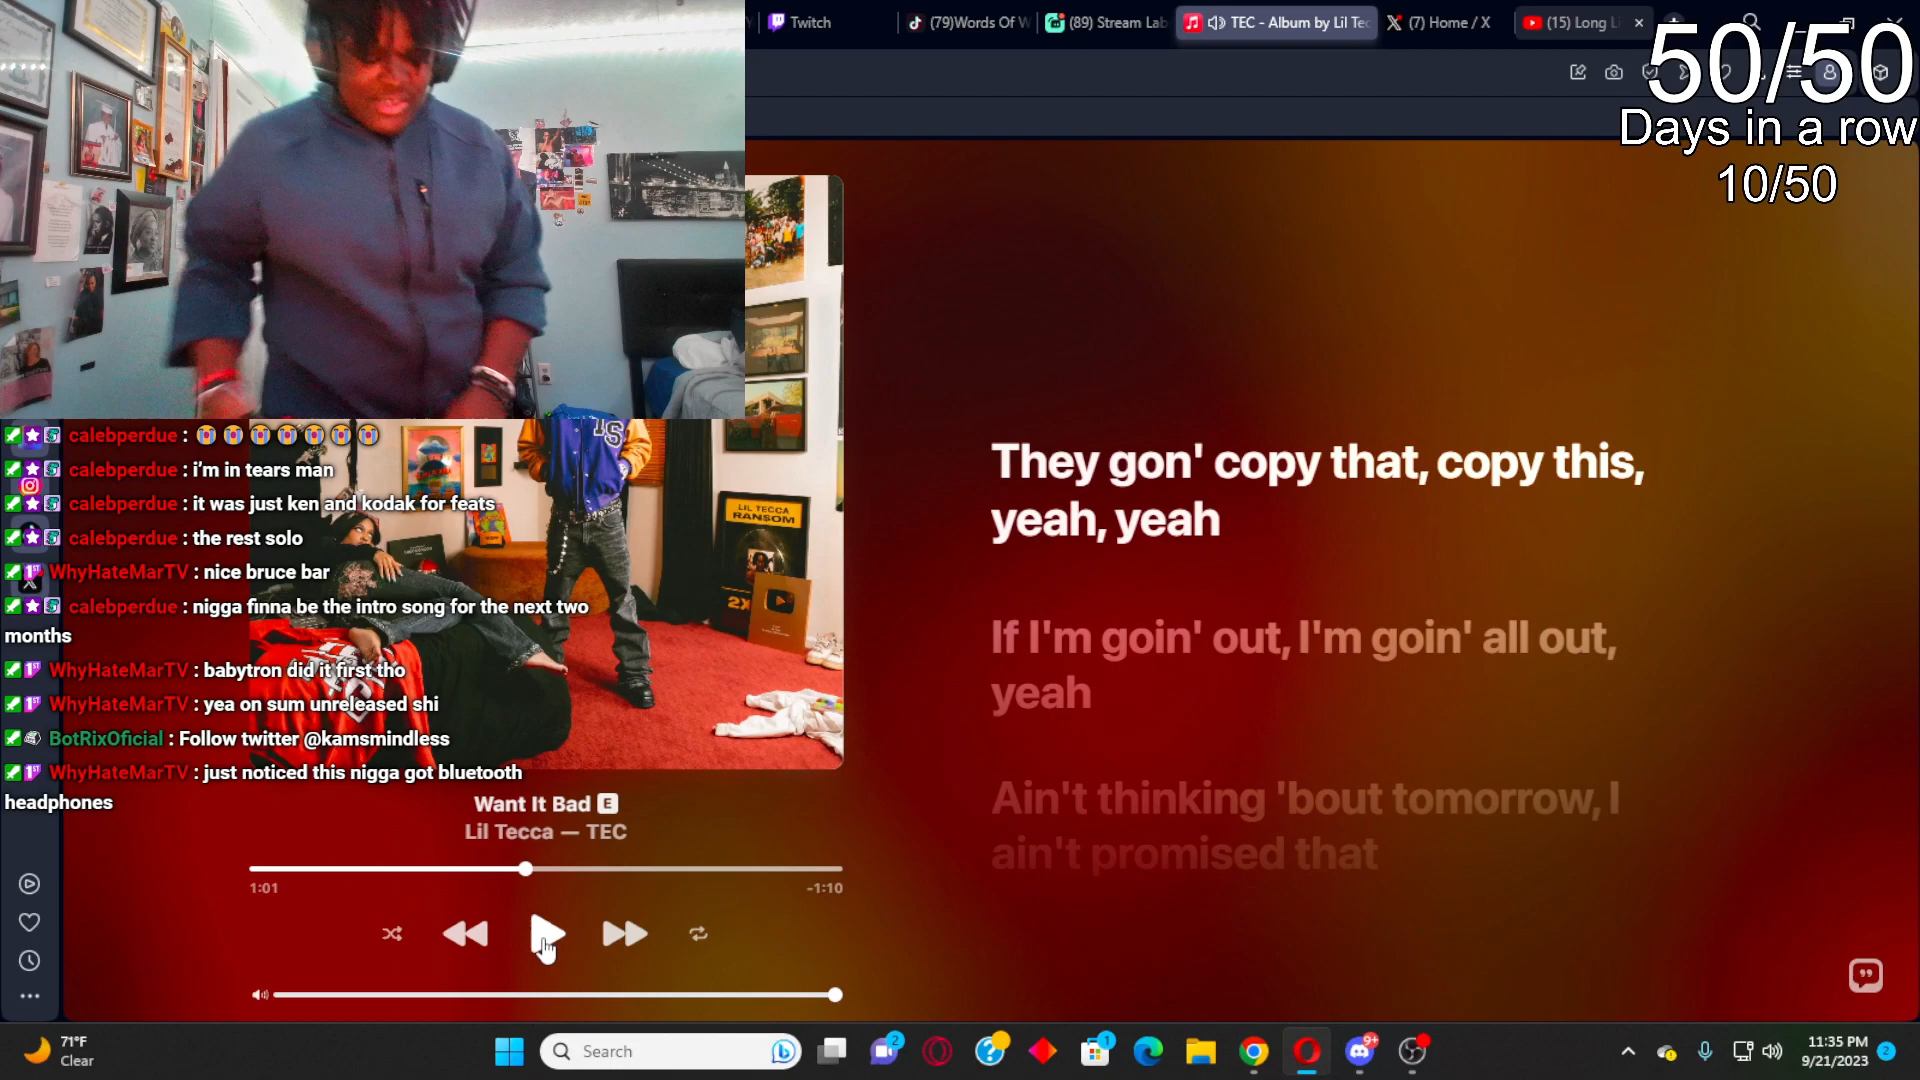 Twitch
(79)Words Of W
(89) Stream Lab
TEC - Album by Lil Tec
(7) Home / X
(15) Long Li
50/50
Days in a row
10/50
calebperdue : 😭😭😭😭😭😭😭
calebperdue : i'm in tears man
calebperdue : it was just ken and kodak for feats
calebperdue : the rest solo
WhyHateMarTV : nice bruce bar
calebperdue : nigga finna be the intro song for the next two
months
WhyHateMarTV : babytron did it first tho
WhyHateMarTV : yea on sum unreleased shi
BotRixOficial : Follow twitter @kamsmindless
WhyHateMarTV : just noticed this nigga got bluetooth
headphones
LIL TECCA
RANSOM
2X
Want It Bad E
Lil Tecca — TEC
1:01
-1:10
They gon' copy that, copy this,
yeah, yeah
If I'm goin' out, I'm goin' all out,
yeah
Ain't thinking 'bout tomorrow, I
ain't promised that
71°F
Clear
Search
2
1
9+
11:35 PM
9/21/2023
2